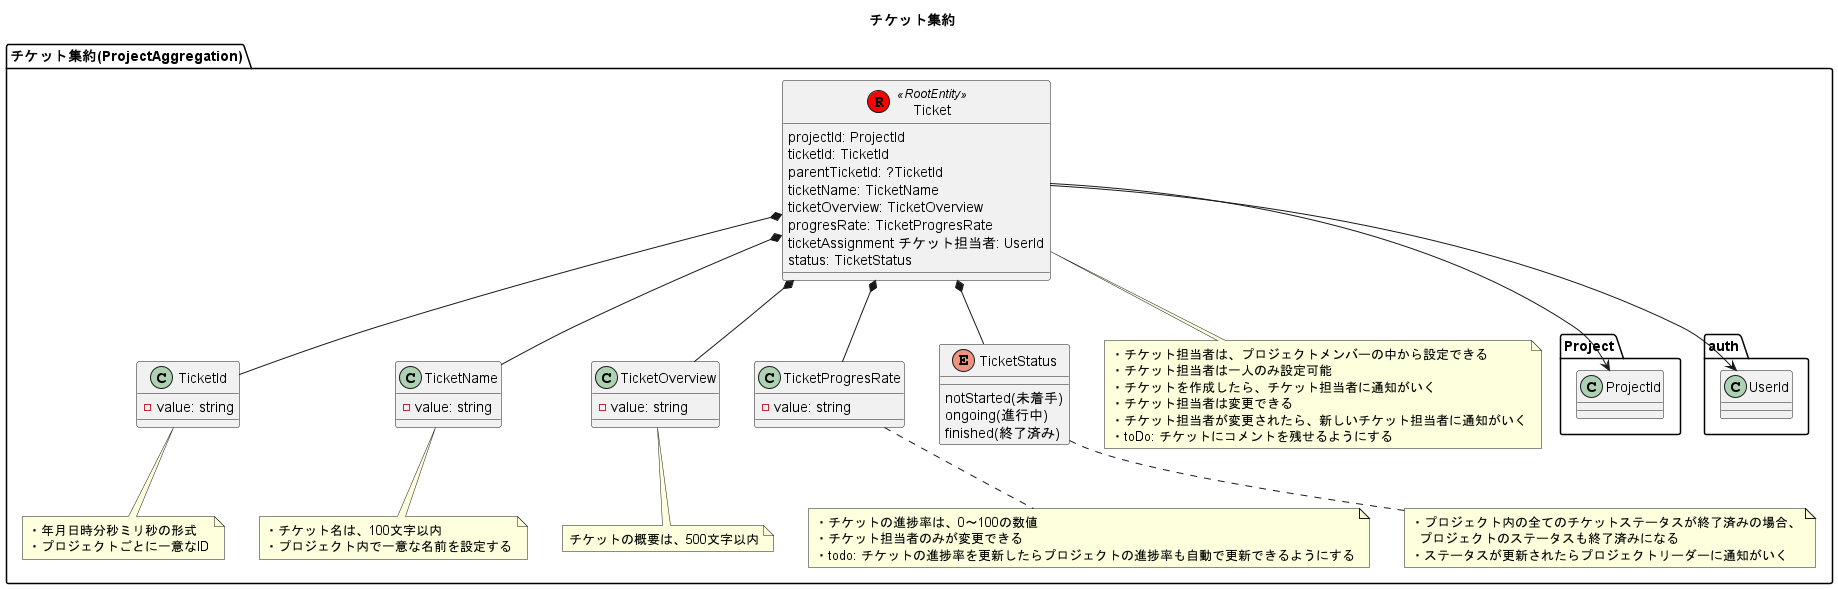 チケット集約
チケット集約(ProjectAggregation)
R
«RootEntity»
Ticket
projectId: ProjectId
ticketId: TicketId
parentTicketId: ?TicketId
ticketName: TicketName
ticketOverview: TicketOverview
progresRate: TicketProgresRate
ticketAssignment チケット担当者: UserId
status: TicketStatus
C TicketId
value: string
C TicketName
value: string
C TicketOverview
value: string
C TicketProgresRate
value: string
E TicketStatus
notStarted(未着手)
ongoing(進行中)
finished(終了済み)
・チケット担当者は、プロジェクトメンバーの中から設定できる
・チケット担当者は一人のみ設定可能
・チケットを作成したら、チケット担当者に通知がいく
・チケット担当者は変更できる
・チケット担当者が変更されたら、新しいチケット担当者に通知がいく
・toDo: チケットにコメントを残せるようにする
Project
C ProjectId
auth
C UserId
・年月日時分秒ミリ秒の形式
・プロジェクトごとに一意なID
・チケット名は、100文字以内
・プロジェクト内で一意な名前を設定する
チケットの概要は、500文字以内
・チケットの進捗率は、0～100の数値
・チケット担当者のみが変更できる
・todo: チケットの進捗率を更新したらプロジェクトの進捗率も自動で更新できるようにする
・プロジェクト内の全てのチケットステータスが終了済みの場合、
プロジェクトのステータスも終了済みになる
・ステータスが更新されたらプロジェクトリーダーに通知がいく